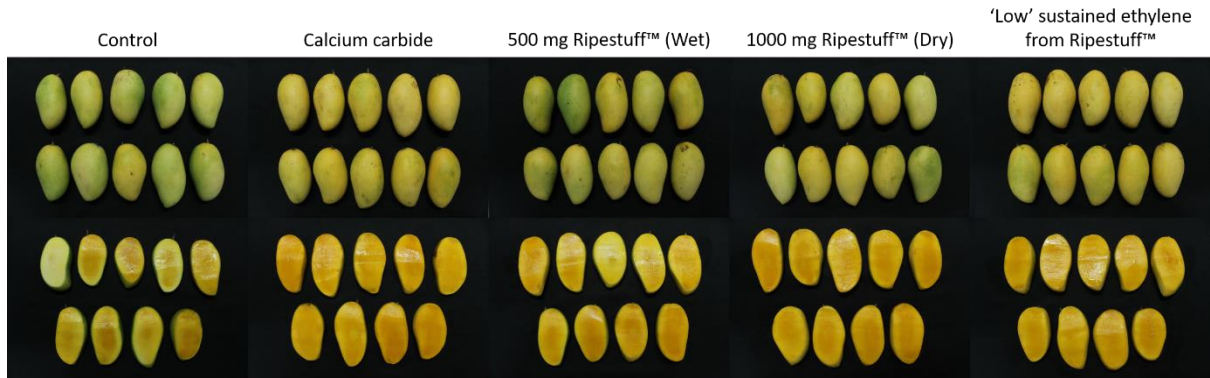 Control
Calcium carbide
500 mg Ripestuff™ (Wet)
1000 mg Ripestuff™ (Dry)
‘Low’ sustained ethylene
from Ripestuff™